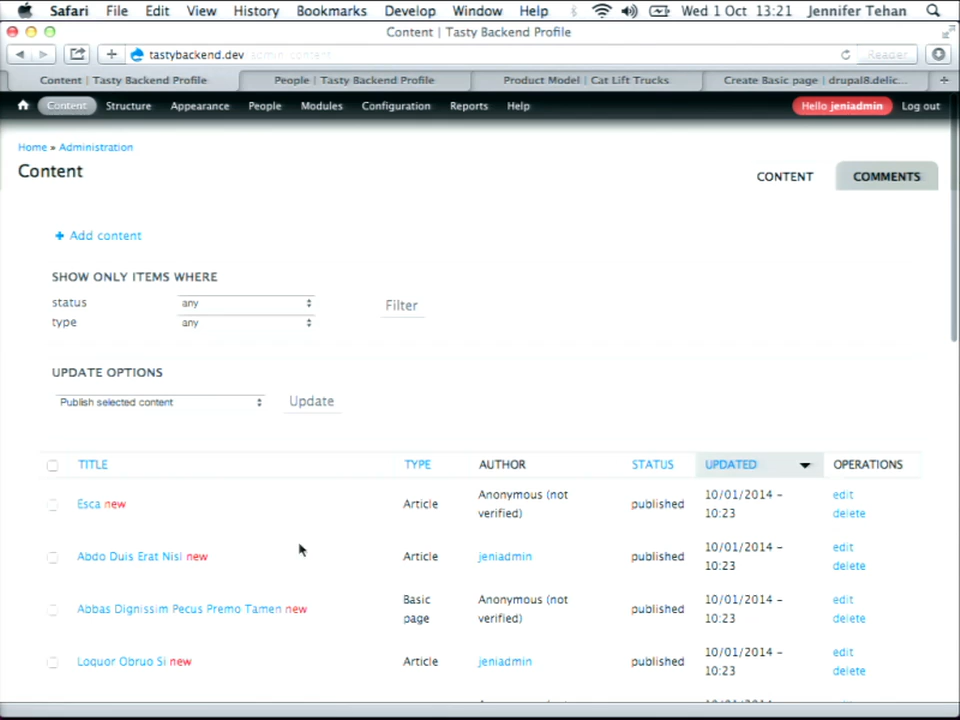 Safari File Edit View History Bookmarks Develop Window Help Wed 1 Oct 13:21 Jennifer Tehan
Content | Tasty Backend Profile
tastybackend.dev admin content Reader
Content | Tasty Backend Profile People | Tasty Backend Profile Product Model | Cat Lift Trucks Create Basic page | drupal8.delic...
Content Structure Appearance People Modules Configuration Reports Help Hello jeniadmin Log out
Home » Administration
Content
CONTENT COMMENTS
+ Add content
SHOW ONLY ITEMS WHERE
status any Filter
type any
UPDATE OPTIONS
Publish selected content Update
TITLE TYPE AUTHOR STATUS UPDATED OPERATIONS
Esca new Article Anonymous (not verified) published 10/01/2014 - 10:23 edit delete
Abdo Duis Erat Nisl new Article jeniadmin published 10/01/2014 - 10:23 edit delete
Abbas Dignissim Pecus Premo Tamen new Basic page Anonymous (not verified) published 10/01/2014 - 10:23 edit delete
Loquor Obruo Si new Article jeniadmin published 10/01/2014 - 10:23 edit delete